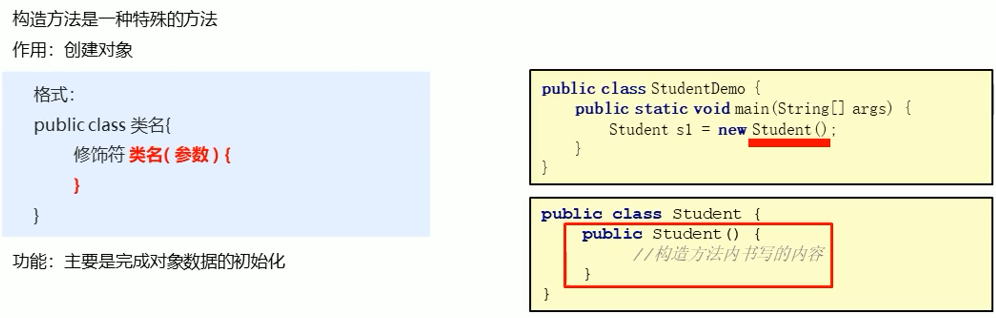 构造方法是一种特殊的方法
作用：创建对象
格式：
public class 类名{
修饰符 类名( 参数 ) {
}
}
功能：主要是完成对象数据的初始化
public class StudentDemo {
public static void main(String[] args) {
Student s1 = new Student();
}
}
public class Student {
public Student() {
//构造方法内书写的内容
}
}